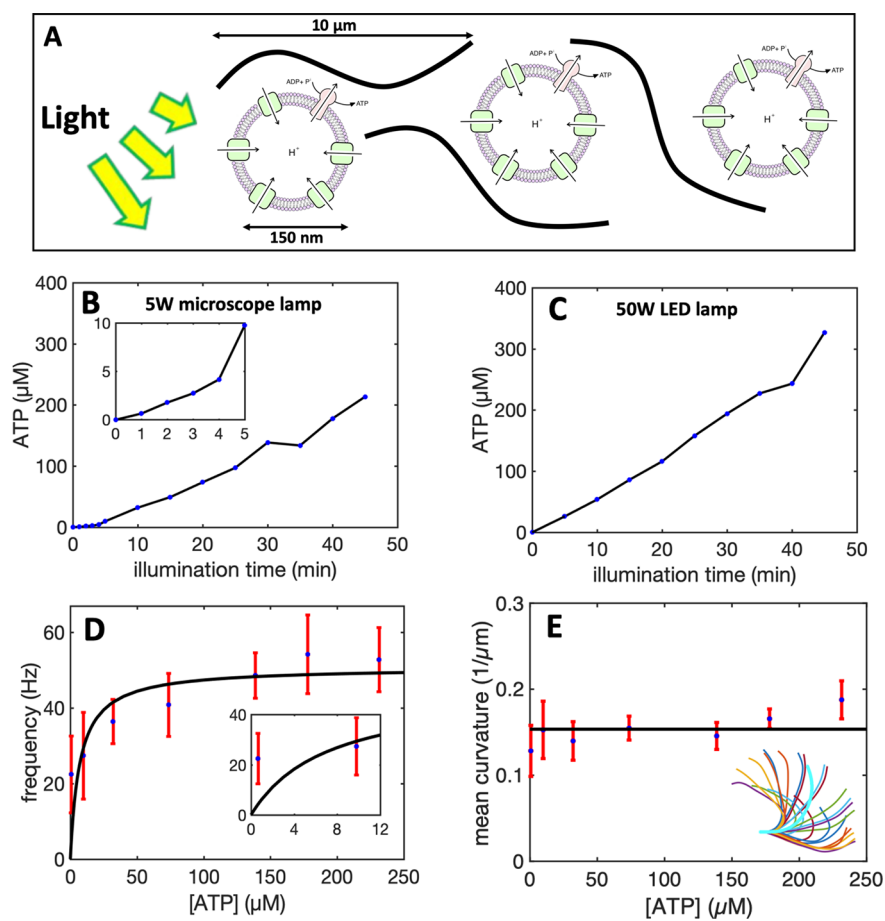 A
10 µm
Light
ADP+ Pⁱ
ATP
H⁺
ADP+ Pⁱ
ATP
H⁺
ADP+ Pⁱ
ATP
H⁺
150 nm
B
5W microscope lamp
400
300
200
100
0
ATP (µM)
10
5
0
0 1 2 3 4 5
0 10 20 30 40 50
illumination time (min)
C
50W LED lamp
400
300
200
100
0
ATP (µM)
0 10 20 30 40 50
illumination time (min)
D
60
40
20
0
frequency (Hz)
40
20
0
0 4 8 12
0 50 100 150 200 250
[ATP] (µM)
E
0.3
0.2
0.1
0
mean curvature (1/µm)
0 50 100 150 200 250
[ATP] (µM)